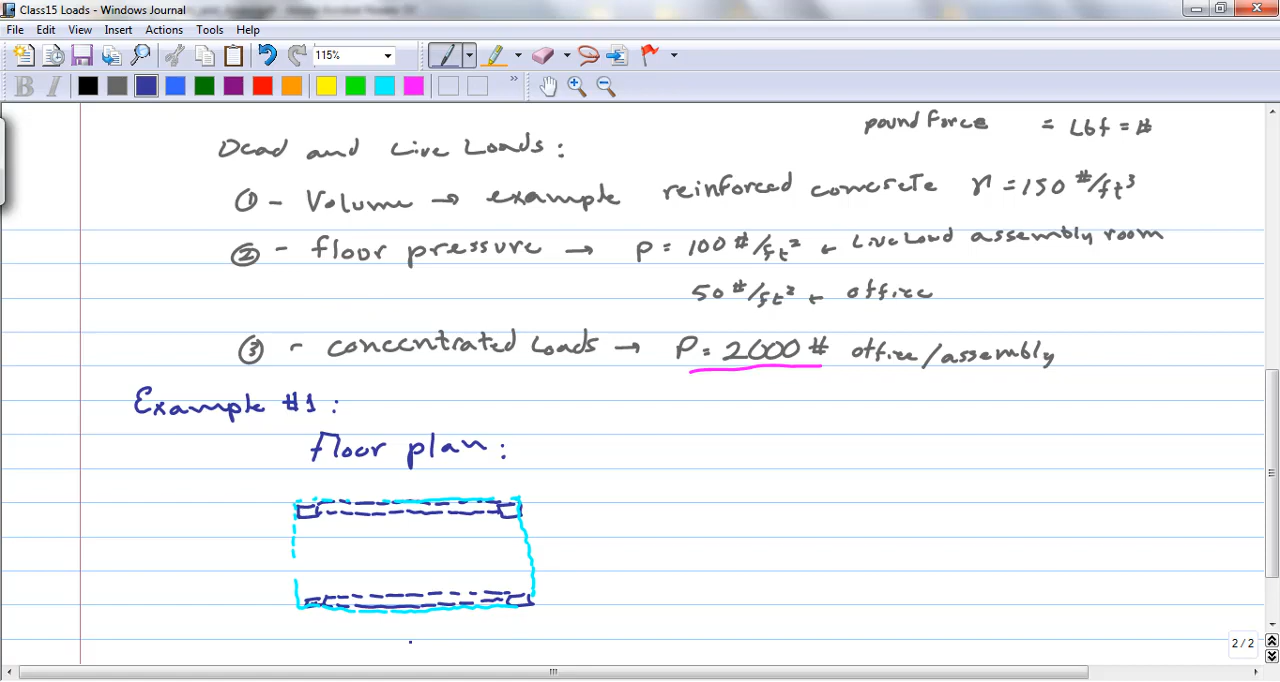 Class15 Loads - Windows Journal
File Edit View Insert Actions Tools Help
115%
B I »
pound force = Lbf = #
Dead and Live Loads:
① - Volume → example reinforced concrete γ = 150 #/ft³
② - floor pressure → P = 100 #/ft² ← Live Load assembly room
50 #/ft² ← office
③ - concentrated Loads → P = 2000 # office/assembly
Example #1:
floor plan:
2 / 2